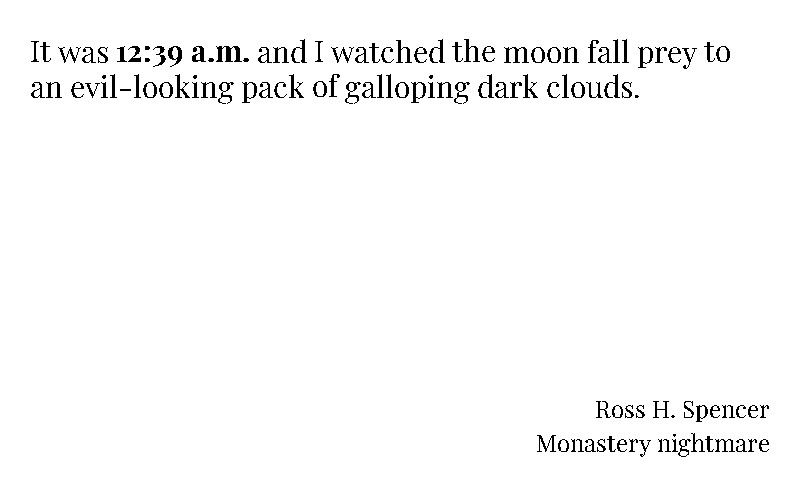 It was 12:39 a.m. and I watched the moon fall prey to
an evil-looking pack of galloping dark clouds.
Ross H. Spencer
Monastery nightmare